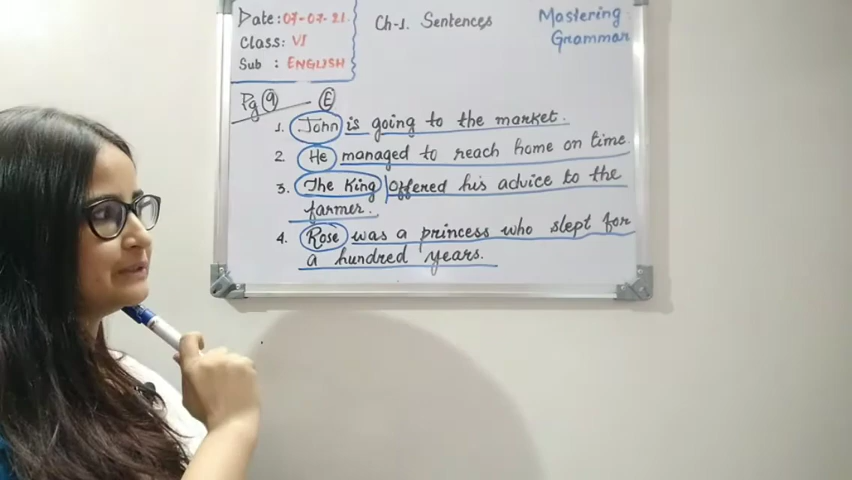 Date: 07-07-21.
Class: VI
Sub : ENGLISH
Ch-1. Sentences
Mastering
Grammar
Pg 9 E
1. John is going to the market.
2 He managed to reach home on time.
3. The King offered his advice to the
farmer.
4. Rose was a princess who slept for
a hundred years.